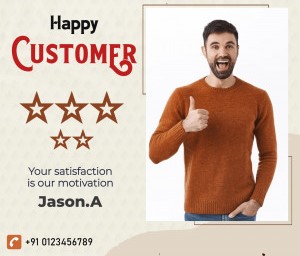 Happy
CUSTOMER
Your satisfaction
is our motivation
Jason.A
+91 0123456789